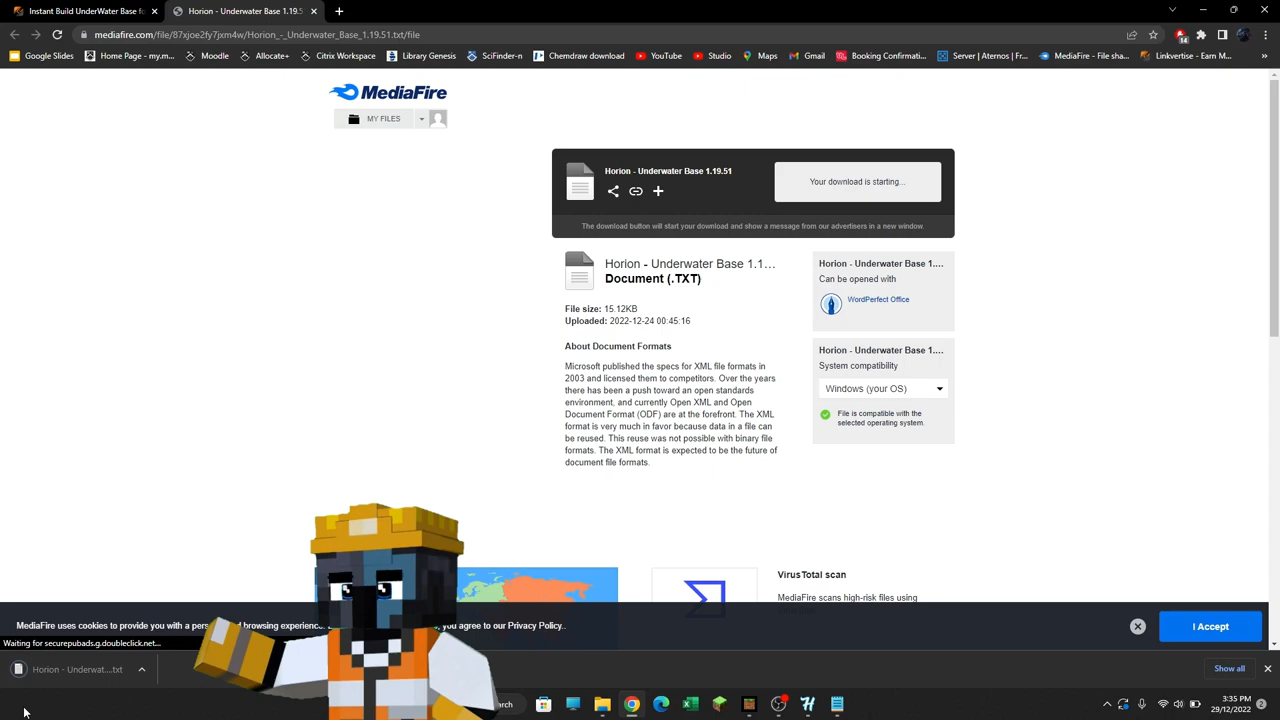 Instant Build Underwater Base fo
Horion - Underwater Base 1.19.5
mediafire.com/file/87xjoe2y7fy7jrm4w/Horion_-_Underwater_Base_1.19.51.txt/file
14
Google Slides
Home Page - my.m...
Moodle
Allocate+
Citrix Workspace
Library Genesis
SciFinder-n
Chemdraw download
YouTube
Studio
Maps
Gmail
Booking Confirmati...
Server | Aternos | Fr...
MediaFire - File sha...
Linkvertise - Earn M...
MediaFire
MY FILES
Horion - Underwater Base 1.19.51
Your download is starting...
The download button will start your download and show a message from our advertisers in a new window.
Horion - Underwater Base 1.1...
Document (.TXT)
File size: 15.12KB
Uploaded: 2022-12-24 00:45:16
About Document Formats
Microsoft published the specs for XML file formats in
2003 and licensed them to competitors. Over the years
there has been a push toward an open standards
environment, and currently Open XML and Open
Document Format (ODF) are at the forefront. The XML
format is very much in favor because data in a file can
be reused. This reuse was not possible with binary file
formats. The XML format is expected to be the future of
document file formats.
Horion - Underwater Base 1....
Can be opened with
WordPerfect Office
Horion - Underwater Base 1....
System compatibility
Windows (your OS)
File is compatible with the
selected operating system.
VirusTotal scan
MediaFire scans high-risk files using
MediaFire uses cookies to provide you with a person d browsing experience. you agree to our Privacy Policy..
I Accept
Waiting for securepubads.g.doubleclick.net...
Horion - Underwat....txt
Show all
rch
3:35 PM
29/12/2022
2